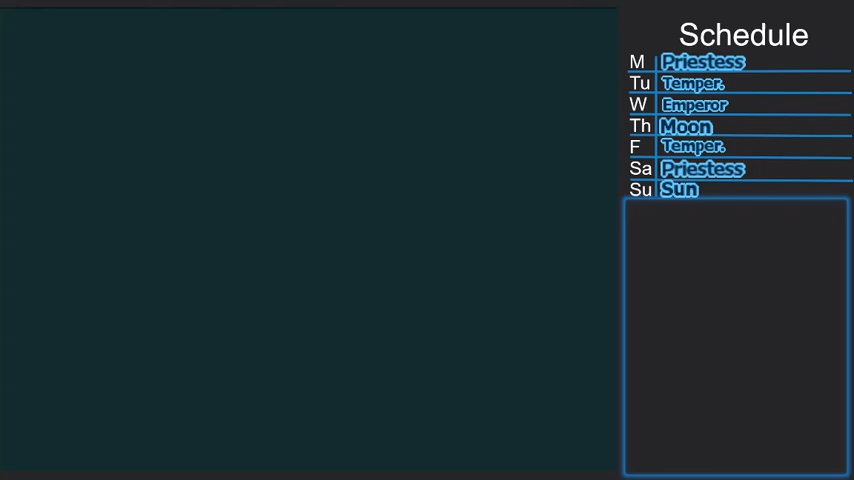 Schedule
M Priestess
Tu Temper.
W Emperor
Th Moon
F Temper.
Sa Priestess
Su Sun